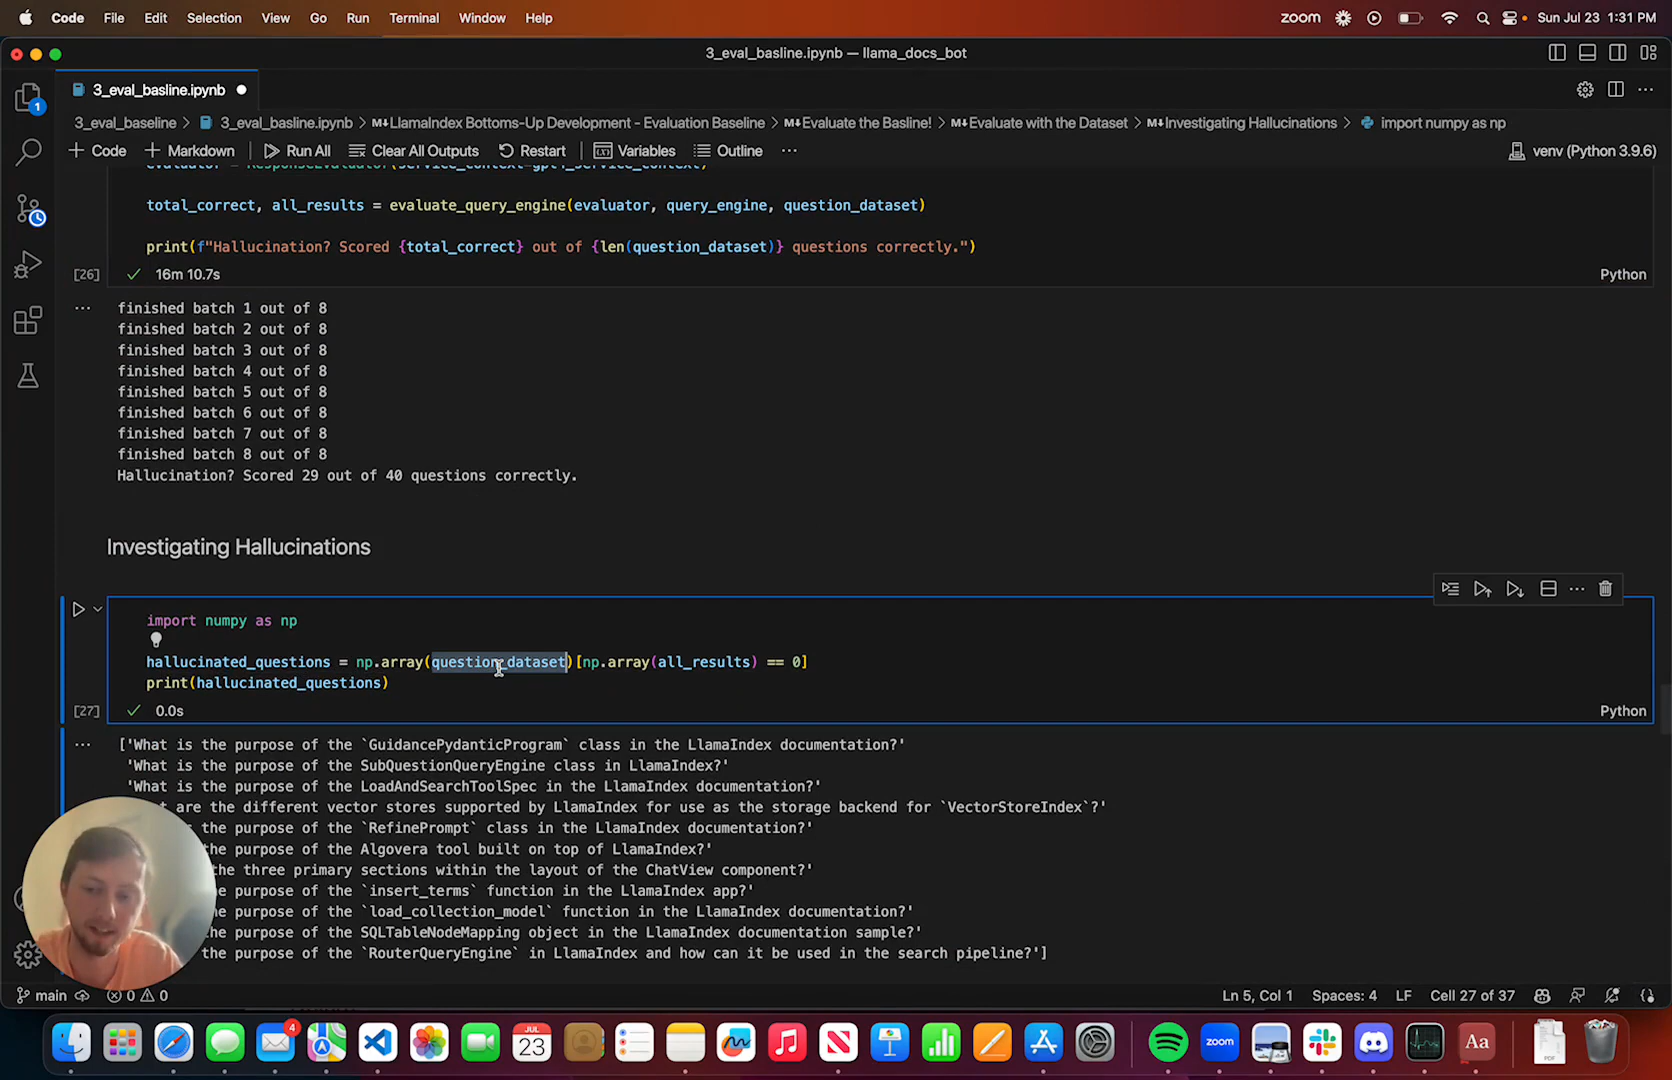 Code File Edit Selection View Go Run Terminal Window Help
zoom Sun Jul 23 1:31 PM
3_eval_basline.ipynb — llama_docs_bot
3_eval_basline.ipynb
3_eval_baseline > 3_eval_basline.ipynb > M↓LlamaIndex Bottoms-Up Development - Evaluation Baseline > M↓Evaluate the Basline! > M↓Evaluate with the Dataset > M↓Investigating Hallucinations > import numpy as np
+ Code + Markdown Run All Clear All Outputs Restart Variables Outline ··· venv (Python 3.9.6)
evaluator = ResponseEvaluator(service_context=gpt4_service_context)
total_correct, all_results = evaluate_query_engine(evaluator, query_engine, question_dataset)
print(f"Hallucination? Scored {total_correct} out of {len(question_dataset)} questions correctly.")
[26] 16m 10.7s Python
finished batch 1 out of 8
finished batch 2 out of 8
finished batch 3 out of 8
finished batch 4 out of 8
finished batch 5 out of 8
finished batch 6 out of 8
finished batch 7 out of 8
finished batch 8 out of 8
Hallucination? Scored 29 out of 40 questions correctly.
Investigating Hallucinations
import numpy as np
hallucinated_questions = np.array(question_dataset)[np.array(all_results) == 0]
print(hallucinated_questions)
[27] 0.0s Python
['What is the purpose of the `GuidancePydanticProgram` class in the LlamaIndex documentation?'
'What is the purpose of the SubQuestionQueryEngine class in LlamaIndex?'
'What is the purpose of the LoadAndSearchToolSpec in the LlamaIndex documentation?'
are the different vector stores supported by LlamaIndex for use as the storage backend for `VectorStoreIndex`?'
the purpose of the `RefinePrompt` class in the LlamaIndex documentation?'
the purpose of the Algovera tool built on top of LlamaIndex?'
the three primary sections within the layout of the ChatView component?'
the purpose of the `insert_terms` function in the LlamaIndex app?'
the purpose of the `load_collection_model` function in the LlamaIndex documentation?'
the purpose of the SQLTableNodeMapping object in the LlamaIndex documentation sample?'
the purpose of the `RouterQueryEngine` in LlamaIndex and how can it be used in the search pipeline?']
main 0 0 Ln 5, Col 1 Spaces: 4 LF Cell 27 of 37
4 JUL 23 zoom Aa PDF
1